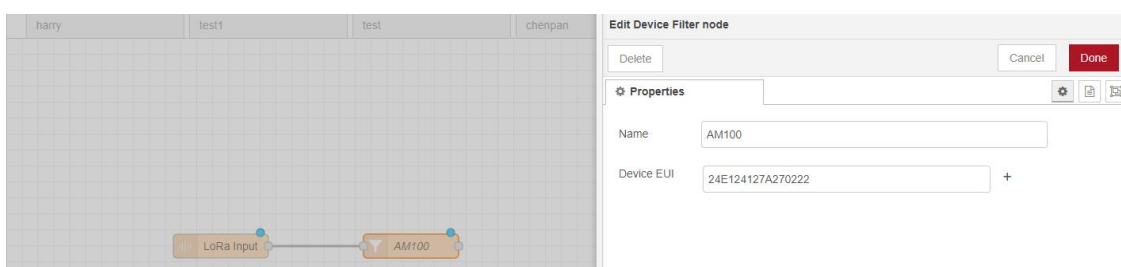 harry test1 test chenpan
Edit Device Filter node
Delete Cancel Done
Properties
Name AM100
Device EUI 24E124127A270222 +
LoRa Input AM100